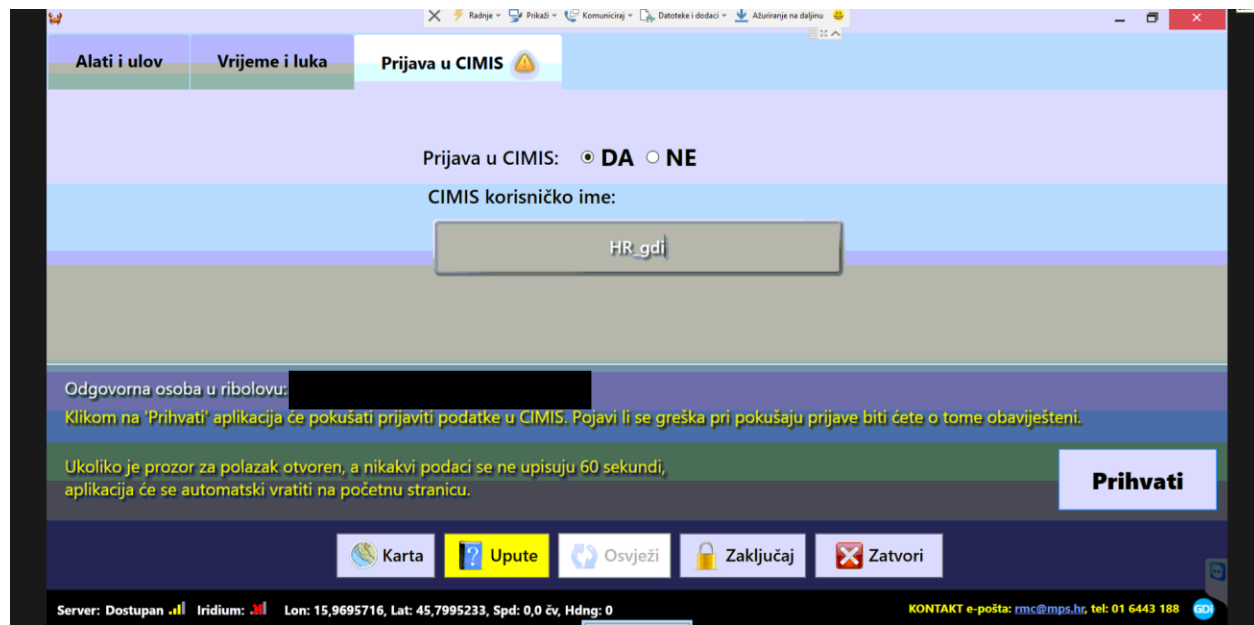 Radnje Prikaži Komuniciraj Datoteke i dodaci Ažuriranje na daljinu
Alati i ulov Vrijeme i luka Prijava u CIMIS
Prijava u CIMIS: DA NE
CIMIS korisničko ime:
HR_gdi
Odgovorna osoba u ribolovu:
Klikom na 'Prihvati' aplikacija će pokušati prijaviti podatke u CIMIS. Pojavi li se greška pri pokušaju prijave biti ćete o tome obaviješteni.
Ukoliko je prozor za polazak otvoren, a nikakvi podaci se ne upisuju 60 sekundi,
aplikacija će se automatski vratiti na početnu stranicu.
Prihvati
Karta Upute Osvježi Zaključaj Zatvori
Server: Dostupan Iridium: Lon: 15,9695716, Lat: 45,7995233, Spd: 0,0 čv, Hdng: 0 KONTAKT e-pošta: rmc@mps.hr, tel: 01 6443 188 GDi